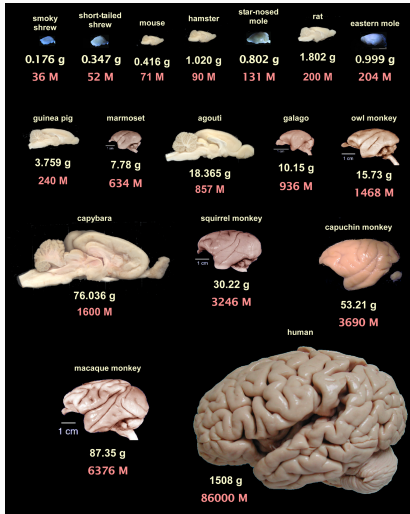 smoky shrew
short-tailed shrew
mouse
hamster
star-nosed mole
rat
eastern mole
0.176 g
0.347 g
0.416 g
1.020 g
0.802 g
1.802 g
0.999 g
36 M
52 M
71 M
90 M
131 M
200 M
204 M
guinea pig
marmoset
agouti
galago
owl monkey
1 cm
3.759 g
7.78 g
18.365 g
10.15 g
15.73 g
240 M
634 M
857 M
936 M
1468 M
capybara
squirrel monkey
capuchin monkey
1 cm
76.036 g
30.22 g
53.21 g
1600 M
3246 M
3690 M
human
macaque monkey
1 cm
87.35 g
1508 g
6376 M
86000 M